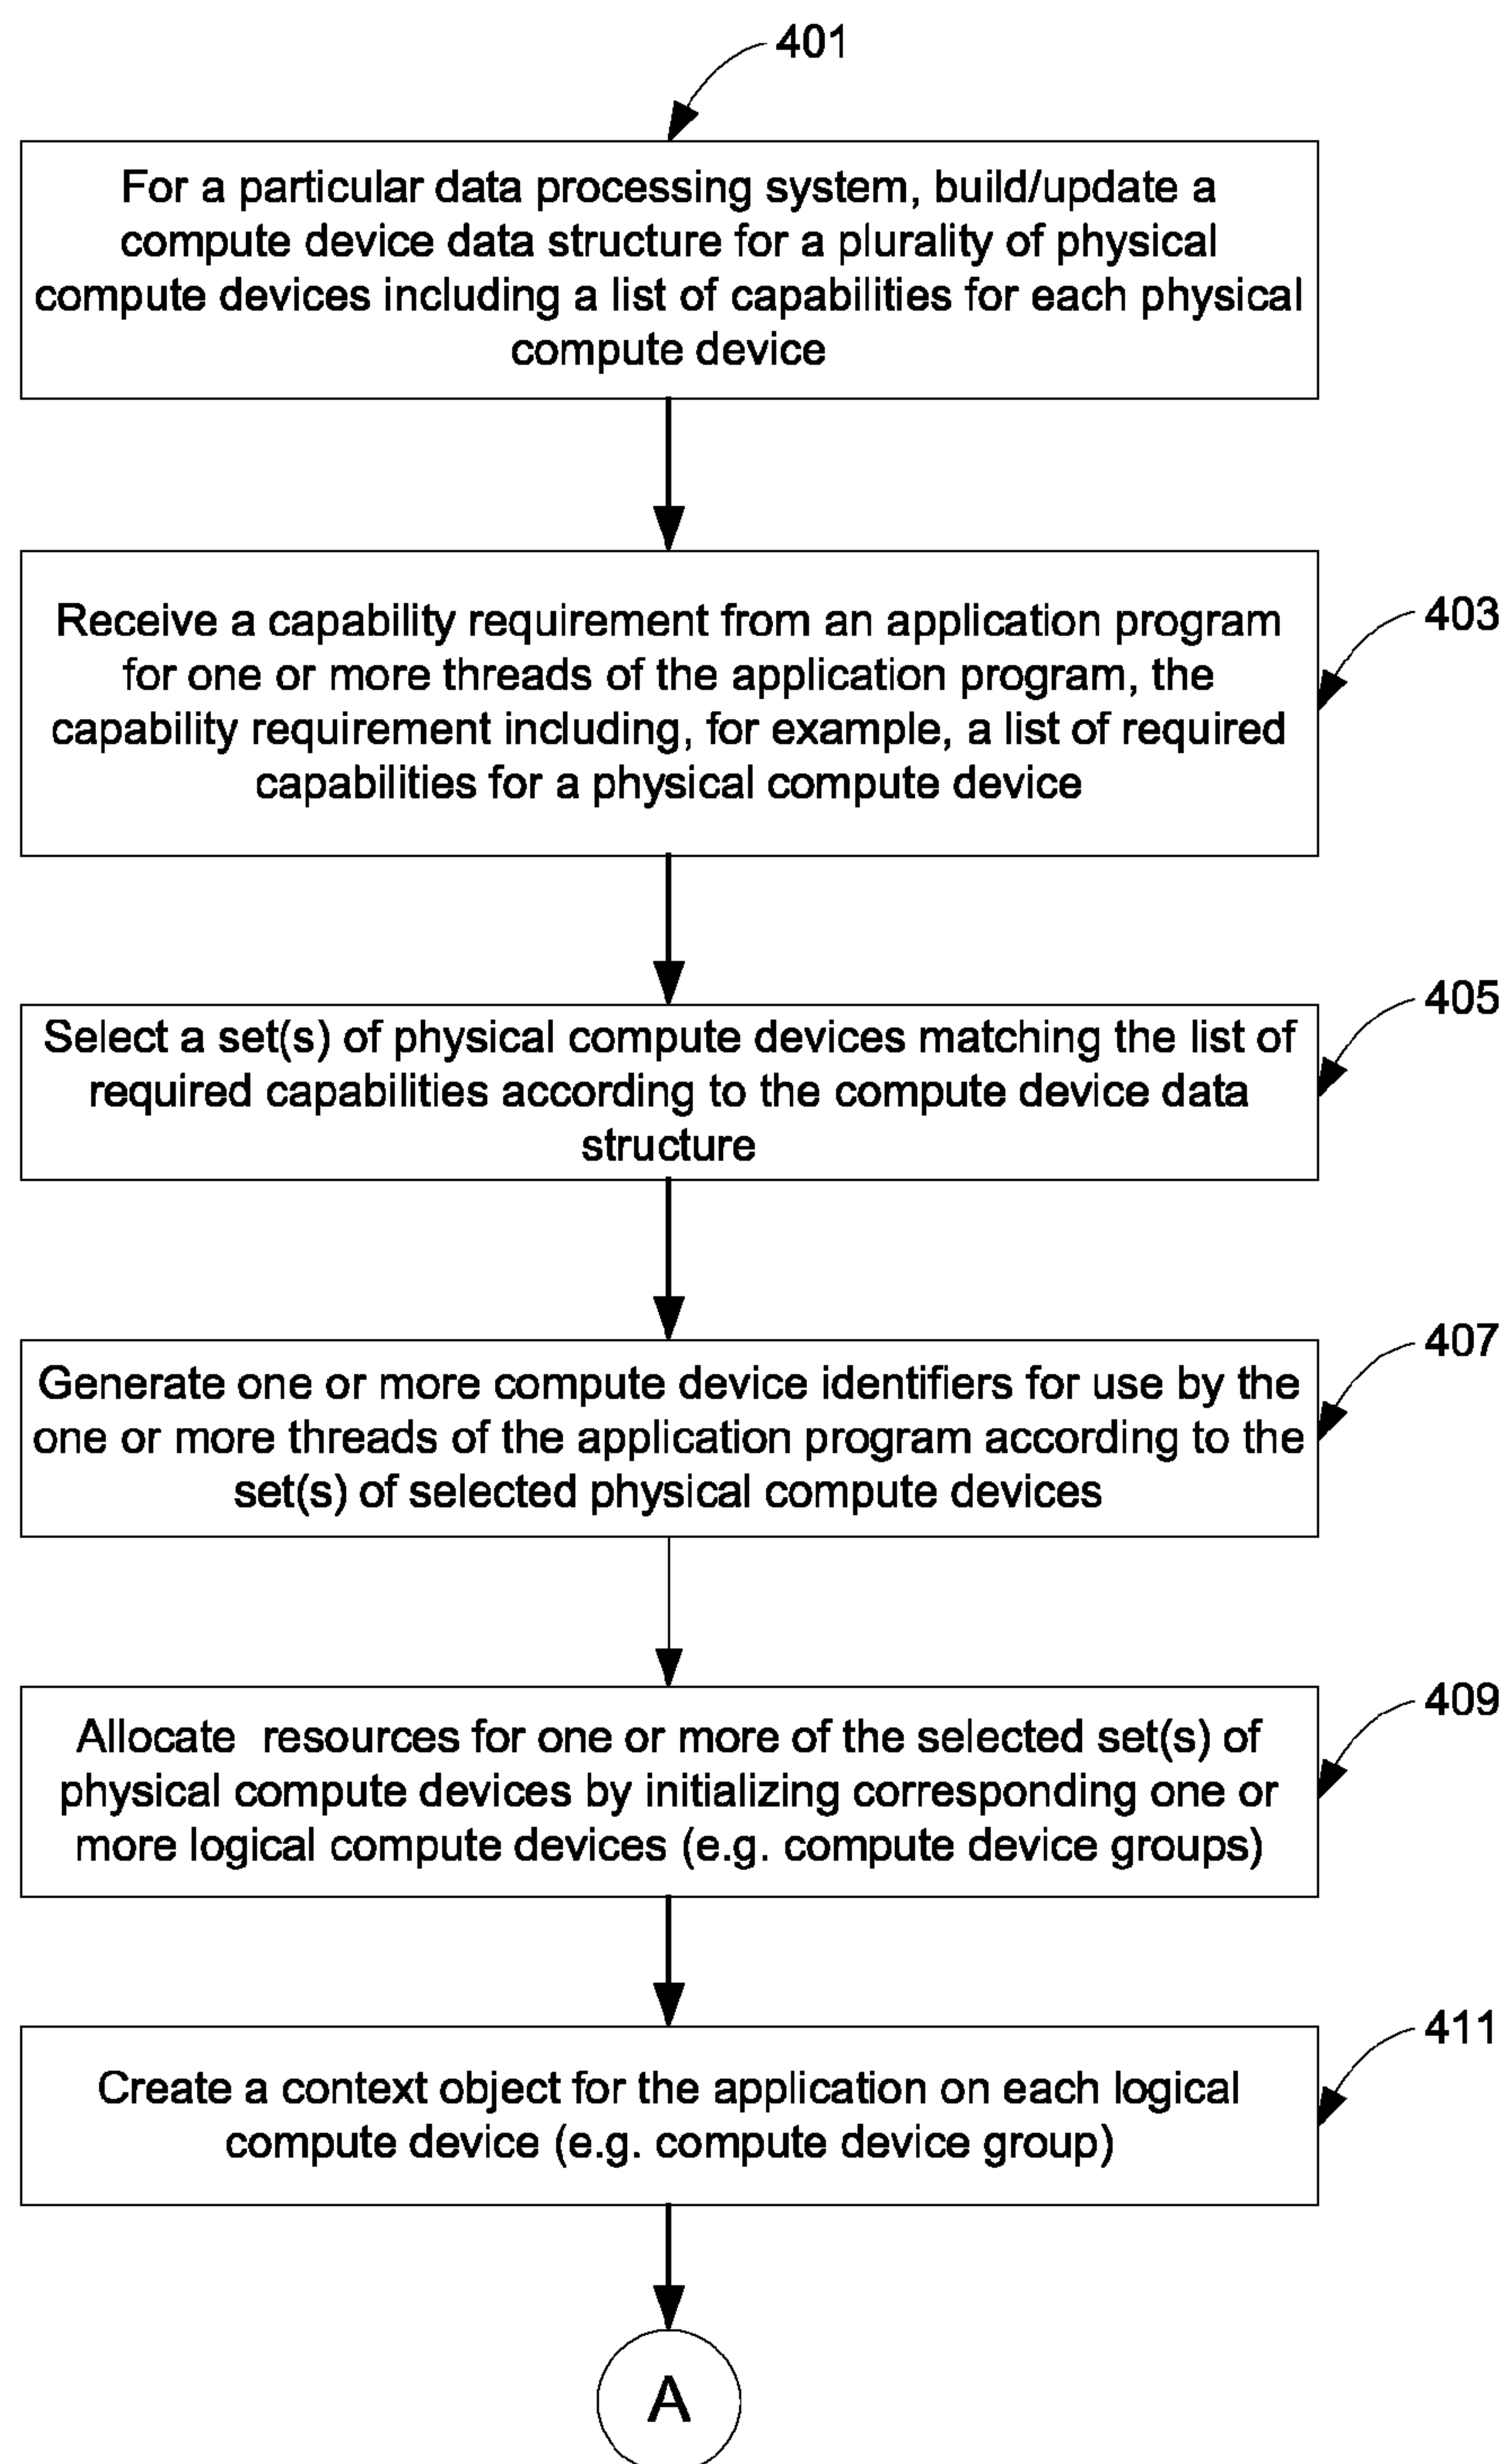 401
For a particular data processing system, build/update a
compute device data structure for a plurality of physical
compute devices including a list of capabilities for each physical
compute device
Receive a capability requirement from an application program
for one or more threads of the application program, the
capability requirement including, for example, a list of required
capabilities for a physical compute device
403
Select a set(s) of physical compute devices matching the list of
required capabilities according to the compute device data
structure
405
Generate one or more compute device identifiers for use by the
one or more threads of the application program according to the
set(s) of selected physical compute devices
407
Allocate  resources for one or more of the selected set(s) of
physical compute devices by initializing corresponding one or
more logical compute devices (e.g. compute device groups)
409
Create a context object for the application on each logical
compute device (e.g. compute device group)
411
A